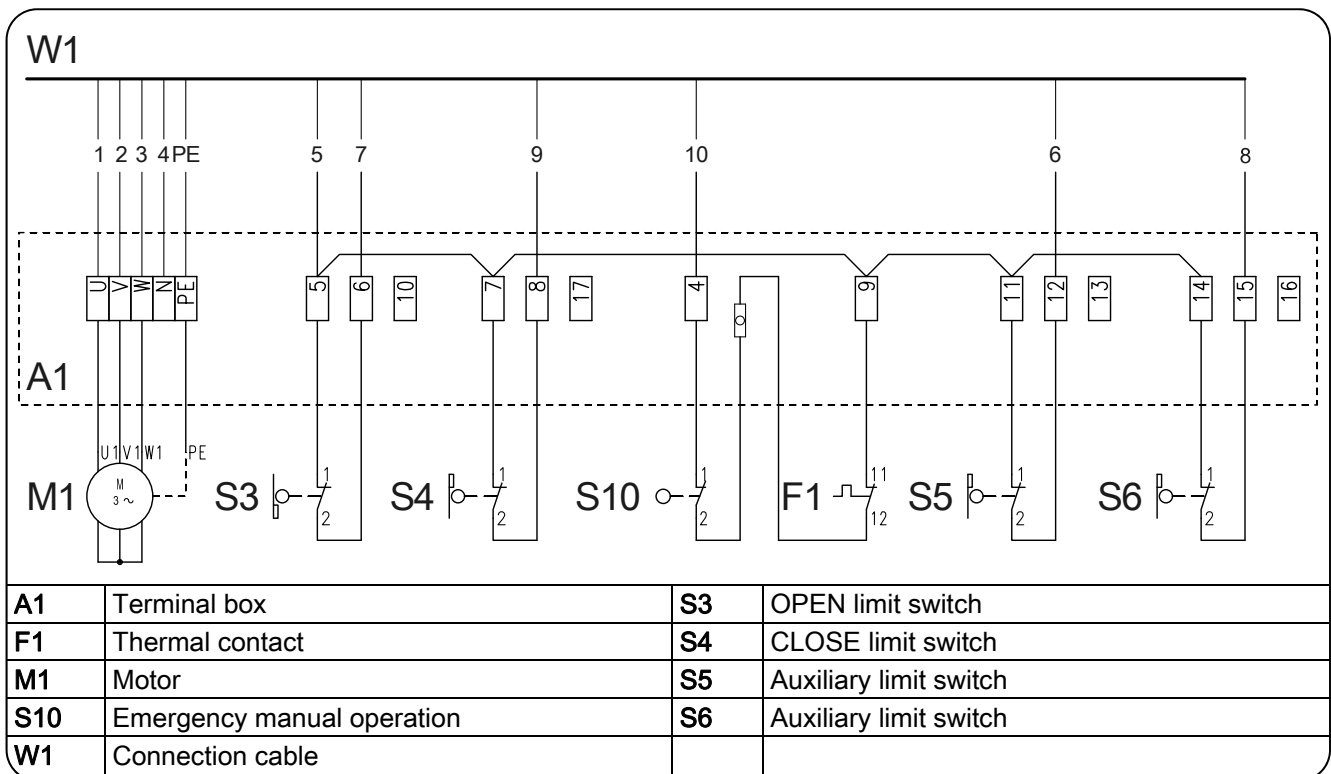 W1
1 2 3 4 PE 5 7 9 10 6 8
U V W N PE 5 6 10 7 8 17 4 9 11 12 13 14 15 16
A1
U1 V1 W1 PE
M1 M 3 ~ S3 1 2 S4 1 2 S10 1 2 F1 11 12 S5 1 2 S6 1 2
A1 Terminal box S3 OPEN limit switch
F1 Thermal contact S4 CLOSE limit switch
M1 Motor S5 Auxiliary limit switch
S10 Emergency manual operation S6 Auxiliary limit switch
W1 Connection cable